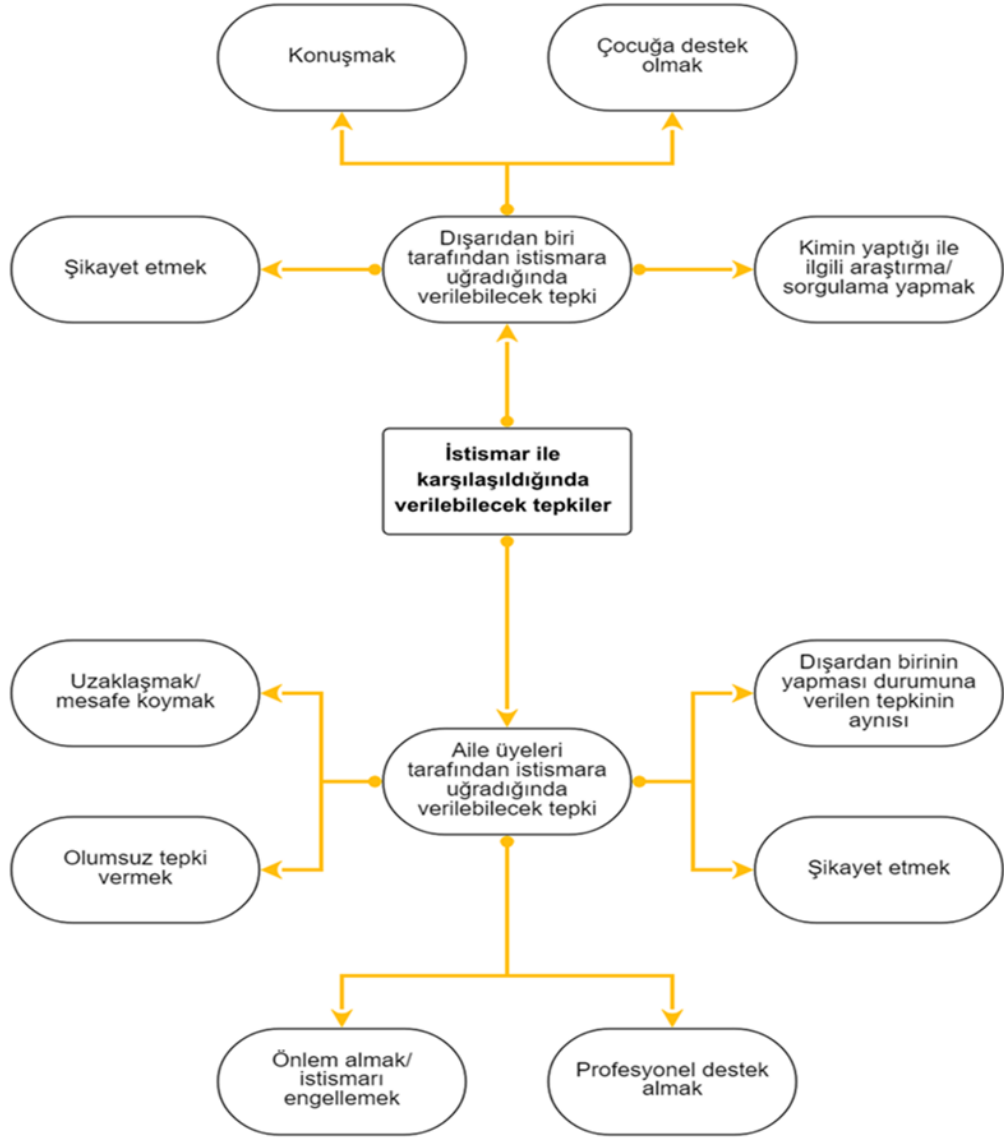 Konuşmak
Çocuğa destek
olmak
Şikayet etmek
Dışarıdan biri
tarafından istismara
uğradığında
verilebilecek tepki
Kimin yaptığı ile
ilgili araştırma/
sorgulama yapmak
İstismar ile
karşılaşıldığında
verilebilecek tepkiler
Uzaklaşmak/
mesafe koymak
Dışardan birinin
yapması durumuna
verilen tepkinin
aynısı
Aile üyeleri
tarafından istismara
uğradığında
verilebilecek tepki
Olumsuz tepki
vermek
Şikayet etmek
Önlem almak/
istismarı
engellemek
Profesyonel destek
almak